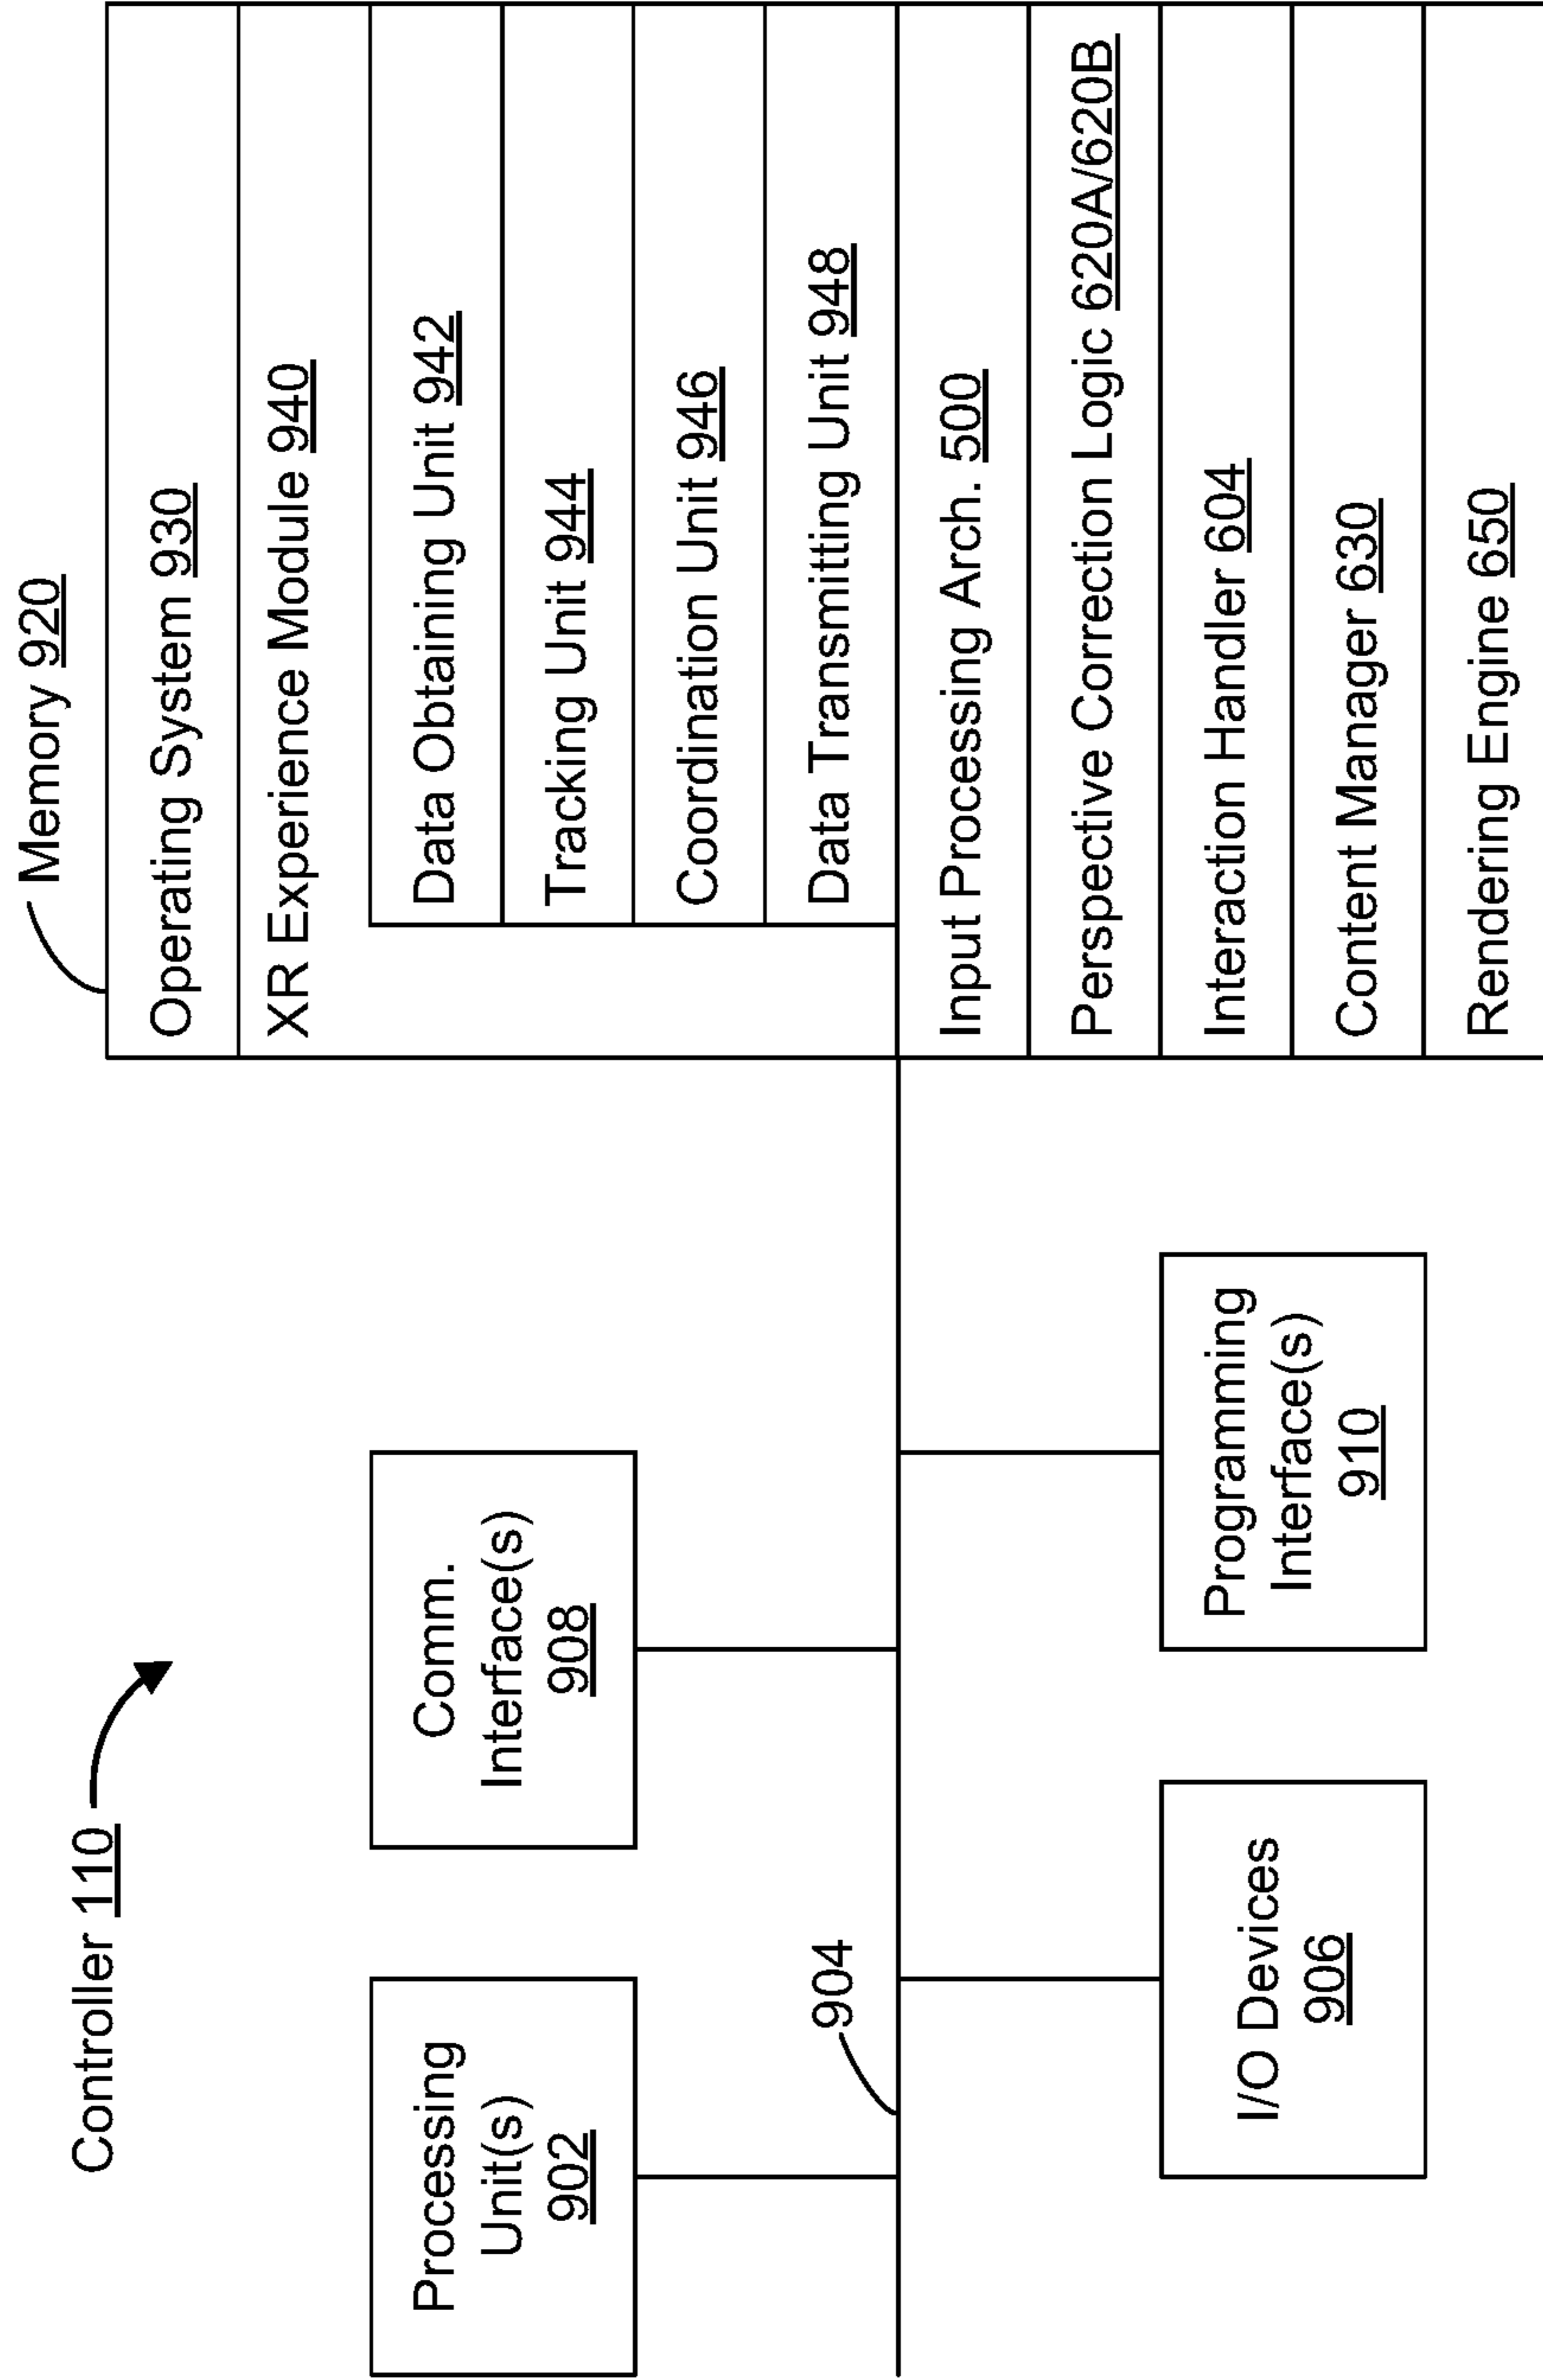 Controller 110
Processing
Unit(s)
902
Comm.
Interface(s)
908
904
I/O Devices
906
Programming
Interface(s)
910
Memory 920
Operating System 930
XR Experience Module 940
Data Obtaining Unit 942
Tracking Unit 944
Coordination Unit 946
Data Transmitting Unit 948
Input Processing Arch. 500
Perspective Correction Logic 620A/620B
Interaction Handler 604
Content Manager 630
Rendering Engine 650